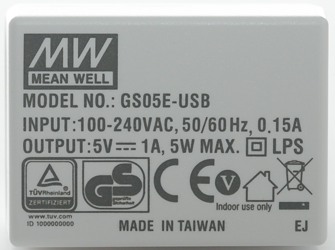 MW
MEAN WELL
MODEL NO.: GS05E-USB
INPUT:100-240VAC, 50/60Hz, 0.15A
OUTPUT:5V⎓1A, 5W MAX. LPS
TÜVRheinland
ZERTIFIZIERT
GS
CE
V
Indoor use only
www.tuv.com
ID 1000000000
MADE IN TAIWAN
EJ